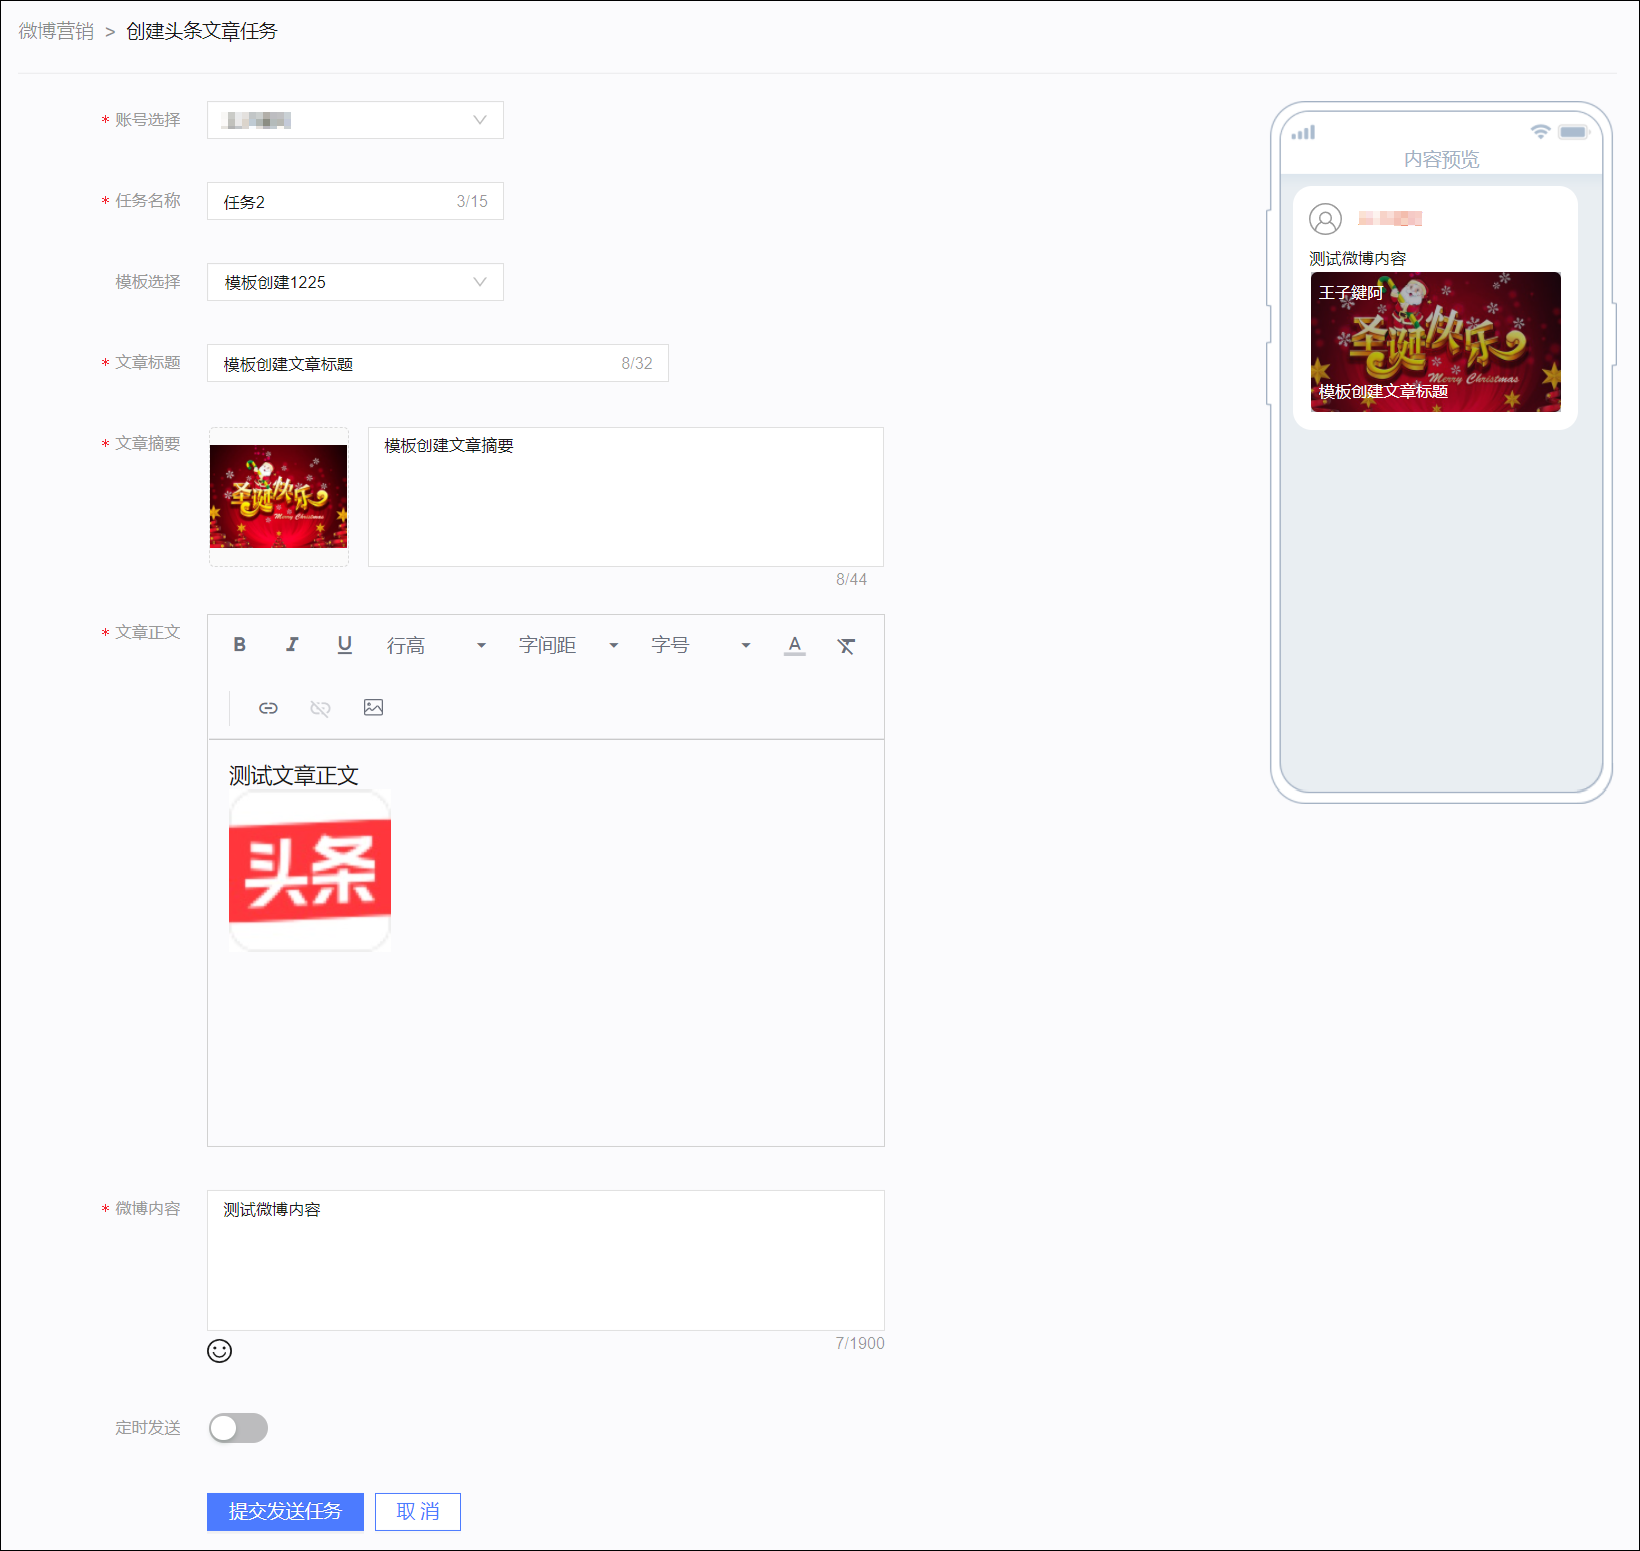 微博营销 > 创建头条文章任务
* 账号选择
* 任务名称 任务2 3/15
模板选择 模板创建1225
* 文章标题 模板创建文章标题 8/32
* 文章摘要
圣诞快乐
Merry Christmas
模板创建文章摘要
8/44
* 文章正文
B I U 行高 字间距 字号 A
测试文章正文
头条
* 微博内容 测试微博内容
7/1900
定时发送
提交发送任务 取消
内容预览
测试微博内容
王子鍵阿
圣诞快乐
Merry Christmas
模板创建文章标题